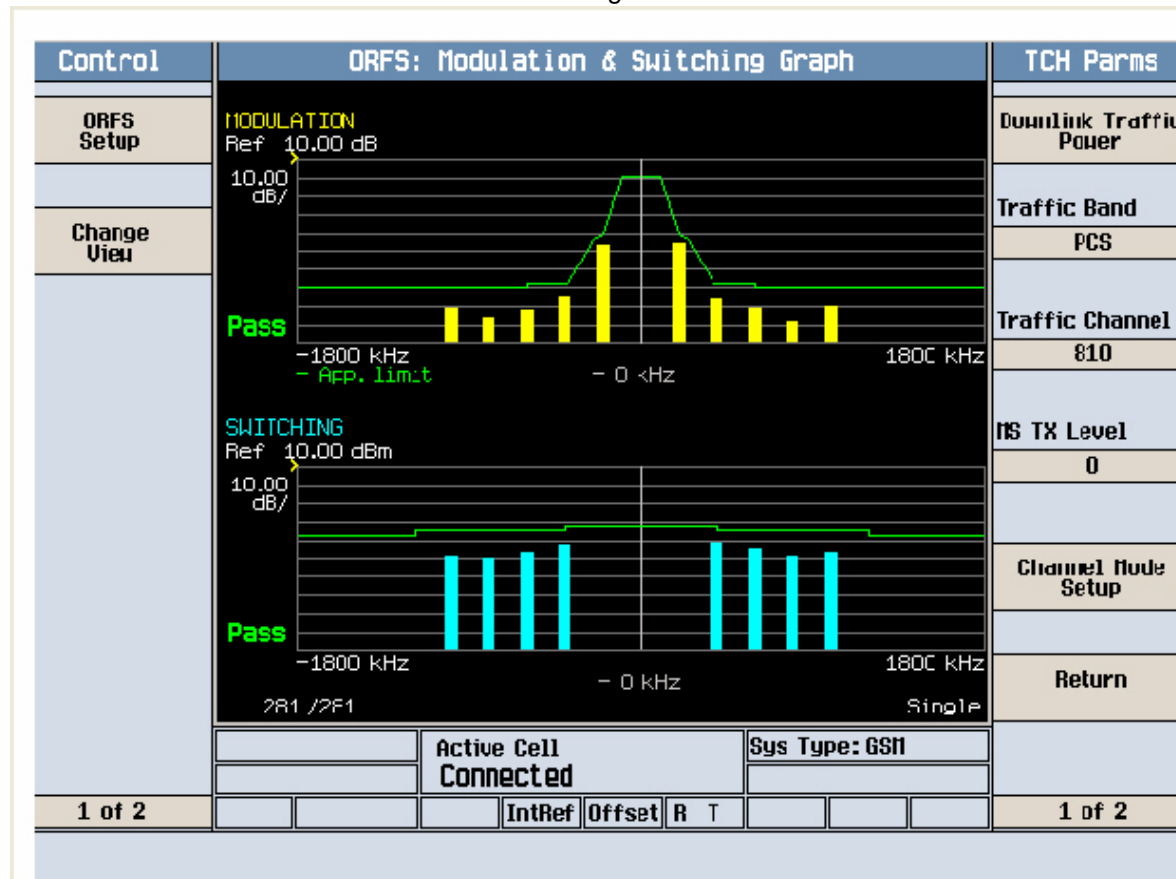 Control
ORFS: Modulation & Switching Graph
TCH Parms
ORFS
Setup
Change
View
1 of 2
MODULATION
Ref 10.00 dB
10.00
dB/
Pass
-1800 kHz
1800 kHz
- App. limit
- 0 kHz
SWITCHING
Ref 10.00 dBm
10.00
dB/
Pass
-1800 kHz
1800 kHz
- 0 kHz
Single
Active Cell
Connected
Sys Type: GSM
IntRef
Offset
R T
Downlink Traffic
Power
Traffic Band
PCS
Traffic Channel
810
MS TX Level
0
Channel Mode
Setup
Return
1 of 2